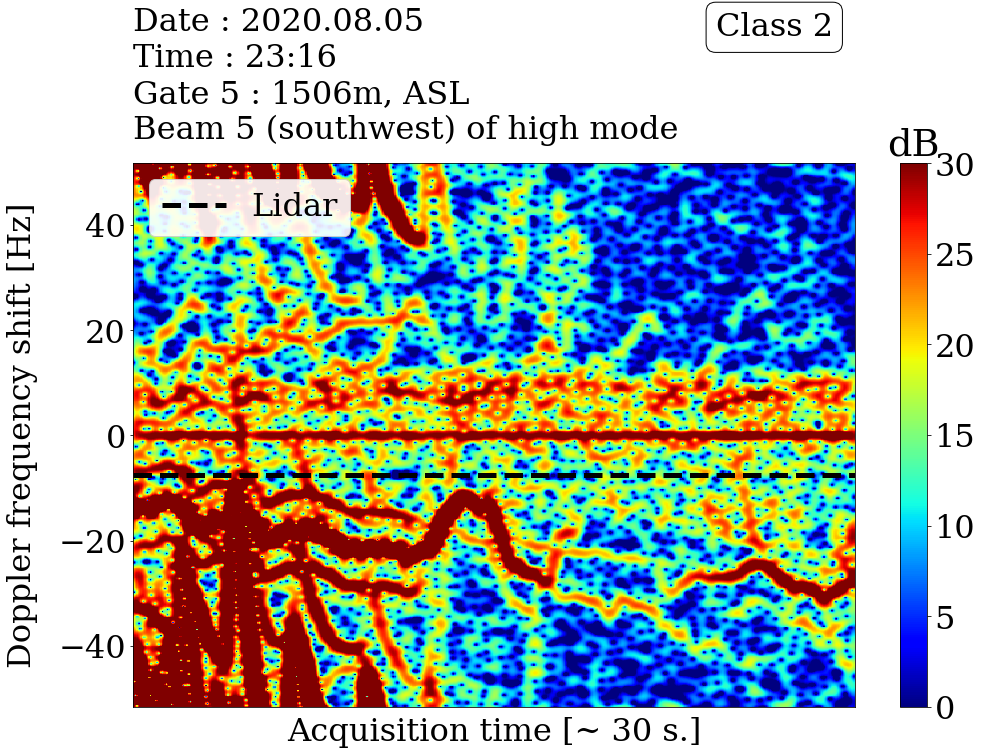 Date : 2020.08.05
Time : 23:16
Gate 5 : 1506m, ASL
Beam 5 (southwest) of high mode
Class 2
dB
Lidar
Doppler frequency shift [Hz]
40
20
0
−20
−40
30
25
20
15
10
5
0
Acquisition time [~ 30 s.]